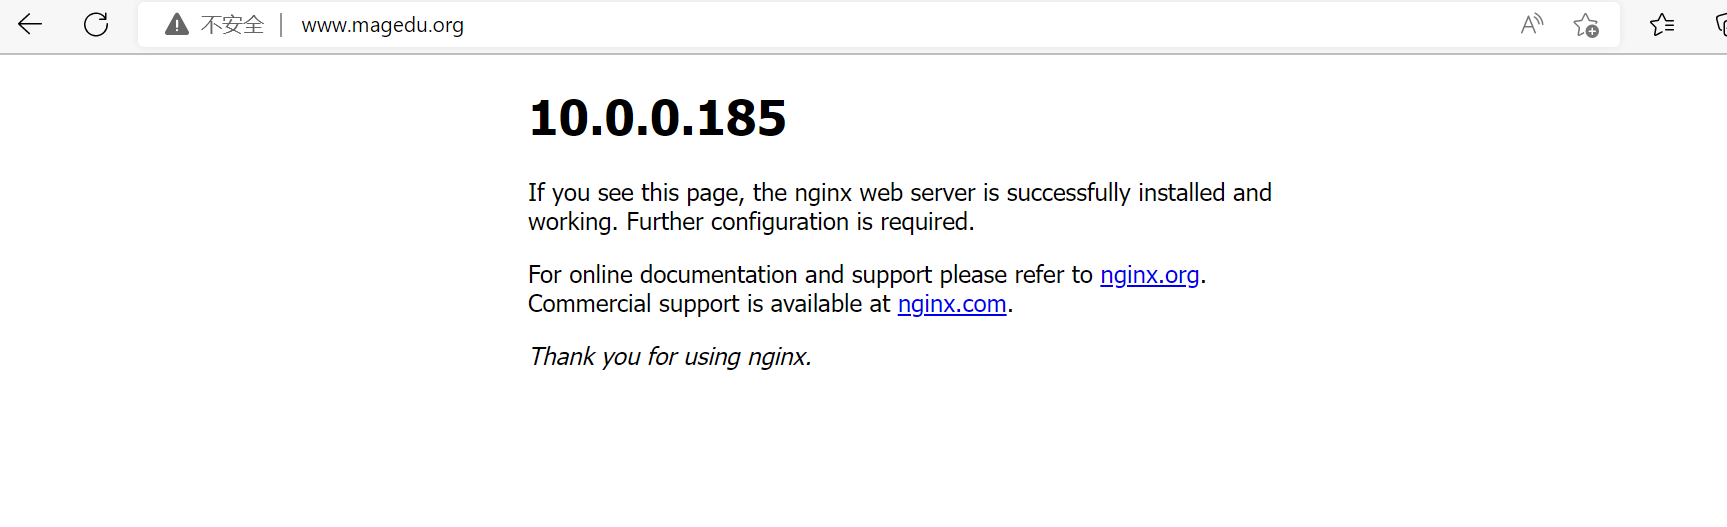 不安全 | www.magedu.org
10.0.0.185
If you see this page, the nginx web server is successfully installed and
working. Further configuration is required.
For online documentation and support please refer to nginx.org.
Commercial support is available at nginx.com.
Thank you for using nginx.